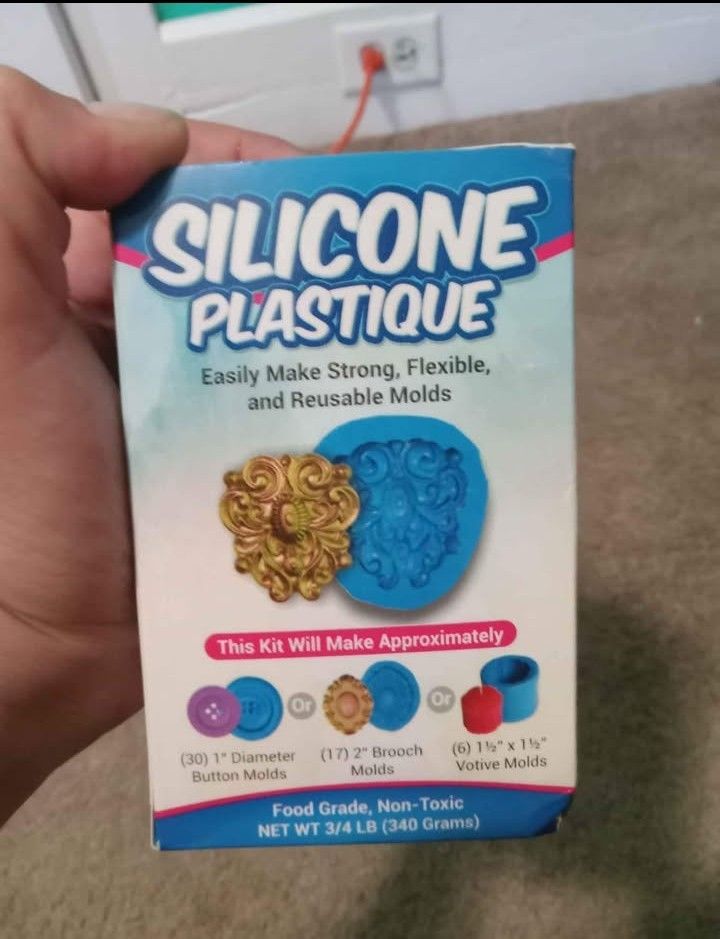 SILICONE
PLASTIQUE
Easily Make Strong, Flexible,
and Reusable Molds
This Kit Will Make Approximately
Or
Or
(30) 1" Diameter
Button Molds
(17) 2" Brooch
Molds
(6) 1½" x 1½"
Votive Molds
Food Grade, Non-Toxic
NET WT 3/4 LB (340 Grams)